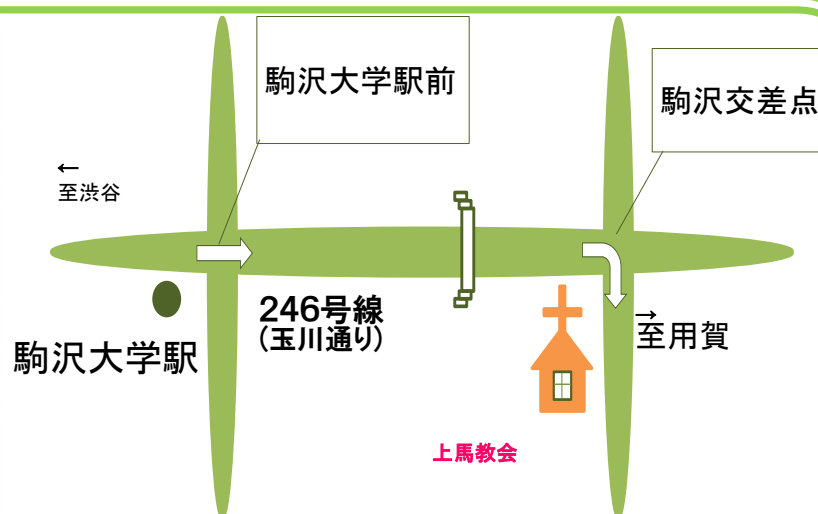 駒沢大学駅前
駒沢交差点
←
至渋谷
246号線
(玉川通り)
→
至用賀
駒沢大学駅
上馬教会